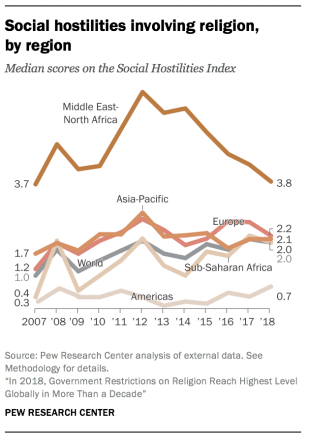 Social hostilities involving religion,
by region
Median scores on the Social Hostilities Index
Middle East-
North Africa
3.7
3.8
Asia-Pacific
Europe
2.2
2.1
2.0
2.0
1.7
1.2
1.0
World
Sub-Saharan Africa
0.4
0.3
Americas
0.7
2007 '08 '09 '10 '11 '12 '13 '14 '15 '16 '17 '18
Source: Pew Research Center analysis of external data. See
Methodology for details.
“In 2018, Government Restrictions on Religion Reach Highest Level
Globally in More Than a Decade”
PEW RESEARCH CENTER